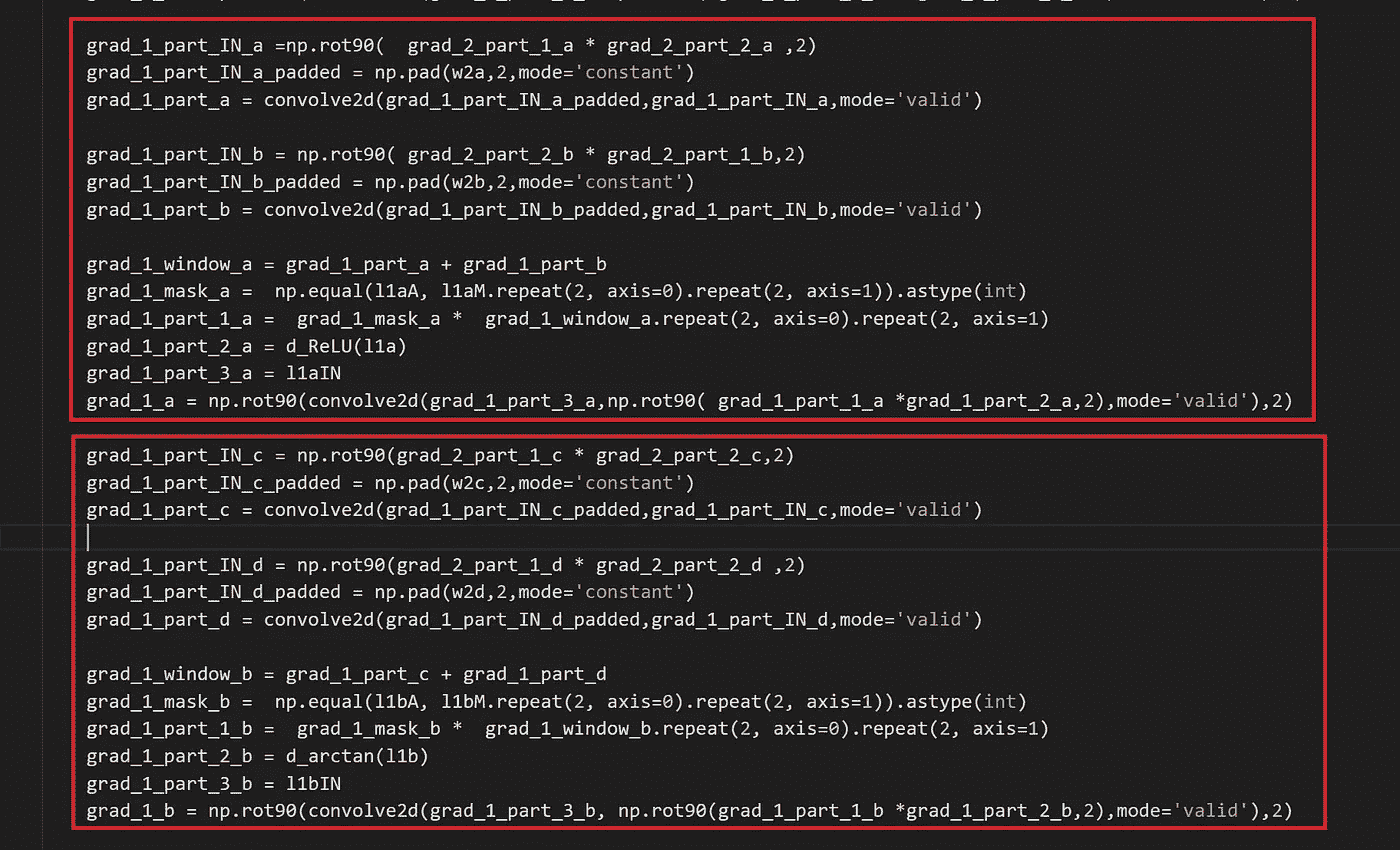 grad_1_part_IN_a =np.rot90(  grad_2_part_1_a * grad_2_part_2_a ,2)
grad_1_part_IN_a_padded = np.pad(w2a,2,mode='constant')
grad_1_part_a = convolve2d(grad_1_part_IN_a_padded,grad_1_part_IN_a,mode='valid')
grad_1_part_IN_b = np.rot90( grad_2_part_2_b * grad_2_part_1_b,2)
grad_1_part_IN_b_padded = np.pad(w2b,2,mode='constant')
grad_1_part_b = convolve2d(grad_1_part_IN_b_padded,grad_1_part_IN_b,mode='valid')
grad_1_window_a = grad_1_part_a + grad_1_part_b
grad_1_mask_a =  np.equal(l1aA, l1aM.repeat(2, axis=0).repeat(2, axis=1)).astype(int)
grad_1_part_1_a =  grad_1_mask_a *  grad_1_window_a.repeat(2, axis=0).repeat(2, axis=1)
grad_1_part_2_a = d_ReLU(l1a)
grad_1_part_3_a = l1aIN
grad_1_a = np.rot90(convolve2d(grad_1_part_3_a,np.rot90( grad_1_part_1_a *grad_1_part_2_a,2),mode='valid'),2)
grad_1_part_IN_c = np.rot90(grad_2_part_1_c * grad_2_part_2_c,2)
grad_1_part_IN_c_padded = np.pad(w2c,2,mode='constant')
grad_1_part_c = convolve2d(grad_1_part_IN_c_padded,grad_1_part_IN_c,mode='valid')
grad_1_part_IN_d = np.rot90(grad_2_part_1_d * grad_2_part_2_d ,2)
grad_1_part_IN_d_padded = np.pad(w2d,2,mode='constant')
grad_1_part_d = convolve2d(grad_1_part_IN_d_padded,grad_1_part_IN_d,mode='valid')
grad_1_window_b = grad_1_part_c + grad_1_part_d
grad_1_mask_b =  np.equal(l1bA, l1bM.repeat(2, axis=0).repeat(2, axis=1)).astype(int)
grad_1_part_1_b =  grad_1_mask_b *  grad_1_window_b.repeat(2, axis=0).repeat(2, axis=1)
grad_1_part_2_b = d_arctan(l1b)
grad_1_part_3_b = l1bIN
grad_1_b = np.rot90(convolve2d(grad_1_part_3_b, np.rot90(grad_1_part_1_b *grad_1_part_2_b,2),mode='valid'),2)